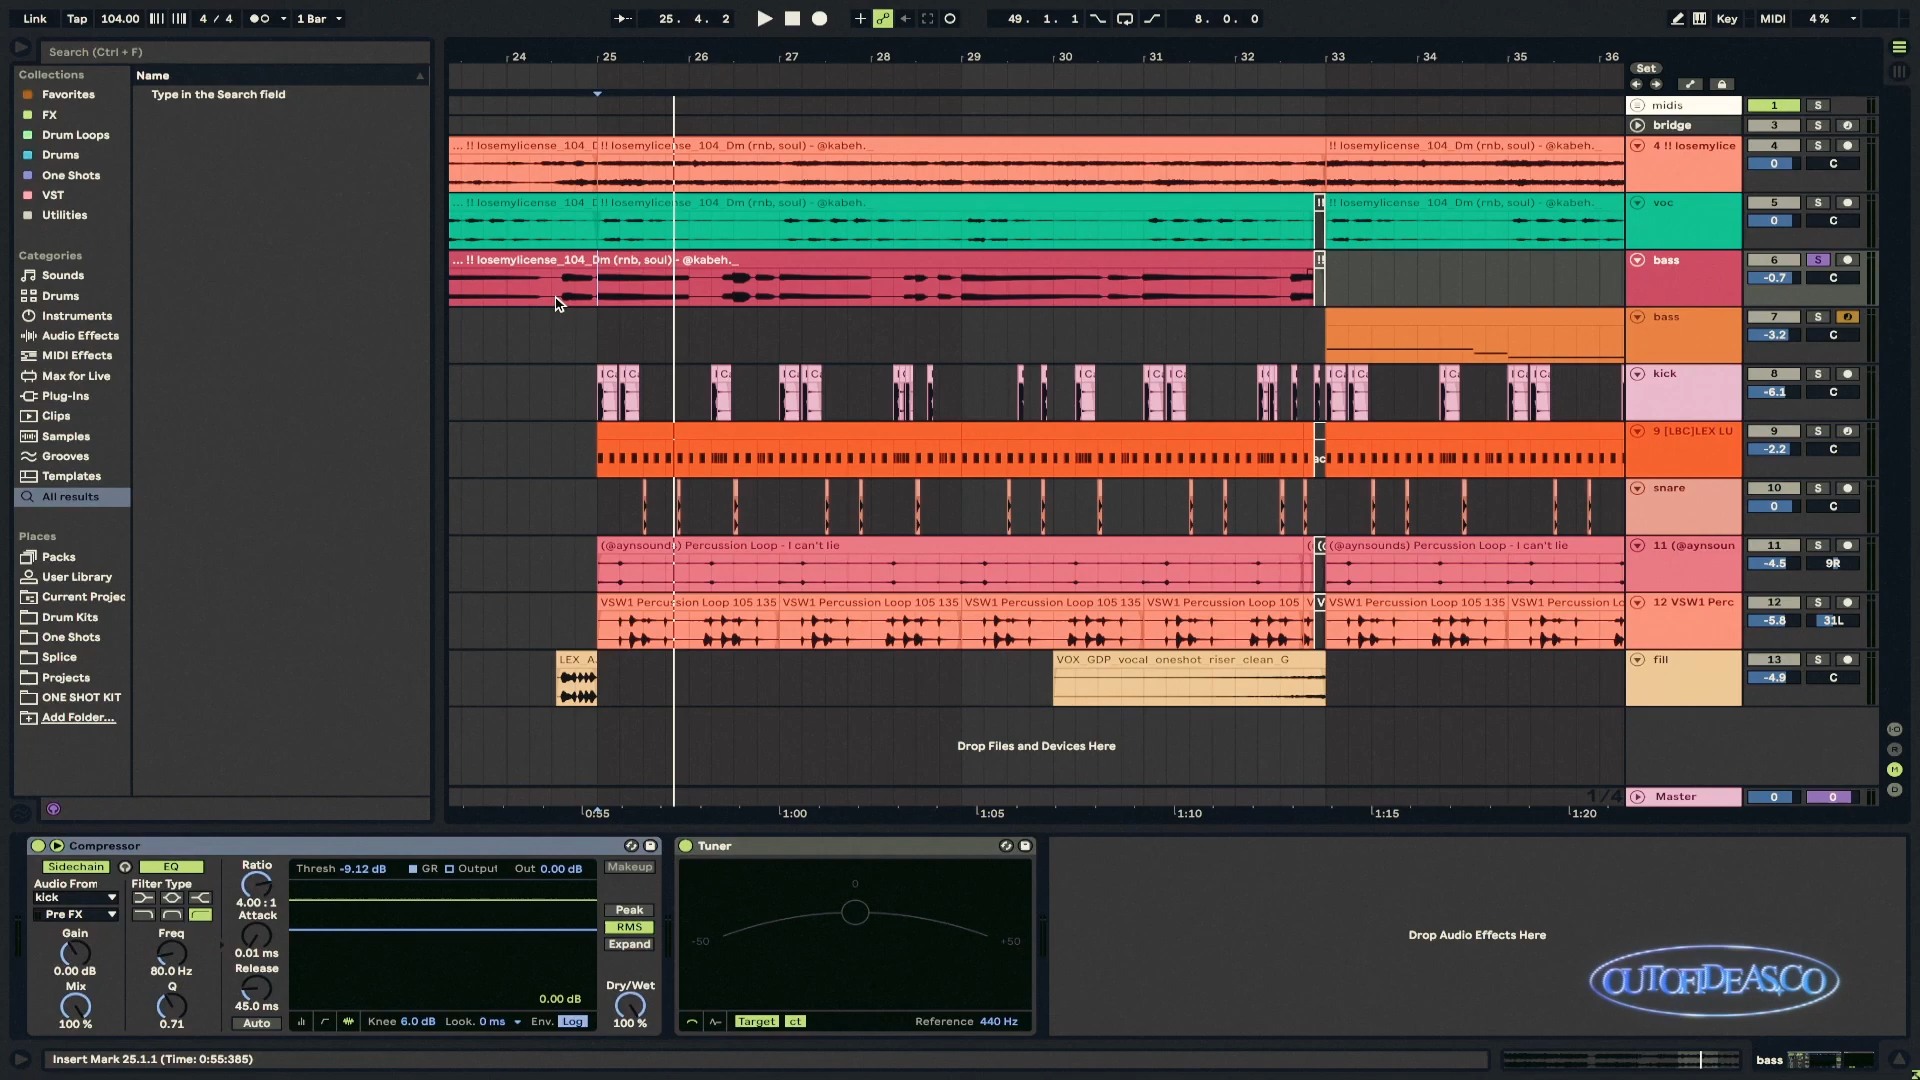 Link Tap 104.00 4 / 4 1 Bar 25. 4. 2 49. 1. 1 8. 0. 0 Key MIDI 4 %
Search (Ctrl + F)
Collections
Favorites
FX
Drum Loops
Drums
One Shots
VST
Utilities
Categories
Sounds
Drums
Instruments
Audio Effects
MIDI Effects
Max for Live
Plug-Ins
Clips
Samples
Grooves
Templates
All results
Places
Packs
User Library
Current Projec
Drum Kits
One Shots
Splice
Projects
ONE SHOT KIT
Add Folder...
Name
Type in the Search field
24 25 26 27 28 29 30 31 32 33 34 35 36
Set
midis 1 S
bridge 3 S
... !! losemylicense_104_D !! losemylicense_104_Dm (rnb, soul) - @kabeh._ !! losemylicense_104_Dm (rnb, soul) - @kabeh._ 4 !! losemylice 4 S
0 C
... !! losemylicense_104_D !! losemylicense_104_Dm (rnb, soul) - @kabeh. !! losemylicense_104_Dm (rnb, soul) - @kabeh._ voc 5 S
0 C
... !! losemylicense_104_Dm (rnb, soul) - @kabeh._ !! bass 6 S
-0.7 C
bass 7 S
-3.2 C
kick 8 S
-6.1 C
9 [LBC]LEX LU 9 S
-2.2 C
snare 10 S
0 C
(@aynsounds) Percussion Loop - I can't lie (@aynsounds) Percussion Loop - I can't lie 11 (@aynsoun 11 S
-4.5 9R
VSW1 Percussion Loop 105 135 VSW1 Percussion Loop 105 135 VSW1 Percussion Loop 105 135 VSW1 Percussion Loop 105 V V VSW1 Percussion Loop 105 135 VSW1 Percussion Lo 12 VSW1 Perc 12 S
-5.8 31L
LEX A. VOX_GDP_vocal_oneshot_riser_clean_G fill 13 S
-4.9 C
Drop Files and Devices Here
1/4 Master 0 0
0:55 1:00 1:05 1:10 1:15 1:20
Compressor
Sidechain EQ
Audio From Filter Type
kick
Pre FX
Gain Freq
0.00 dB 80.0 Hz
Mix Q
100 % 0.71
Ratio
4.00 : 1
Attack
0.01 ms
Release
45.0 ms
Auto
Thresh -9.12 dB GR Output Out 0.00 dB
0.00 dB
Knee 6.0 dB Look. 0 ms Env. Log
Makeup
Peak
RMS
Expand
Dry/Wet
100 %
Tuner
0
-50 +50
Target ct Reference 440 Hz
Drop Audio Effects Here
OUTOFIDEAS.CO
Insert Mark 25.1.1 (Time: 0:55:385)
bass